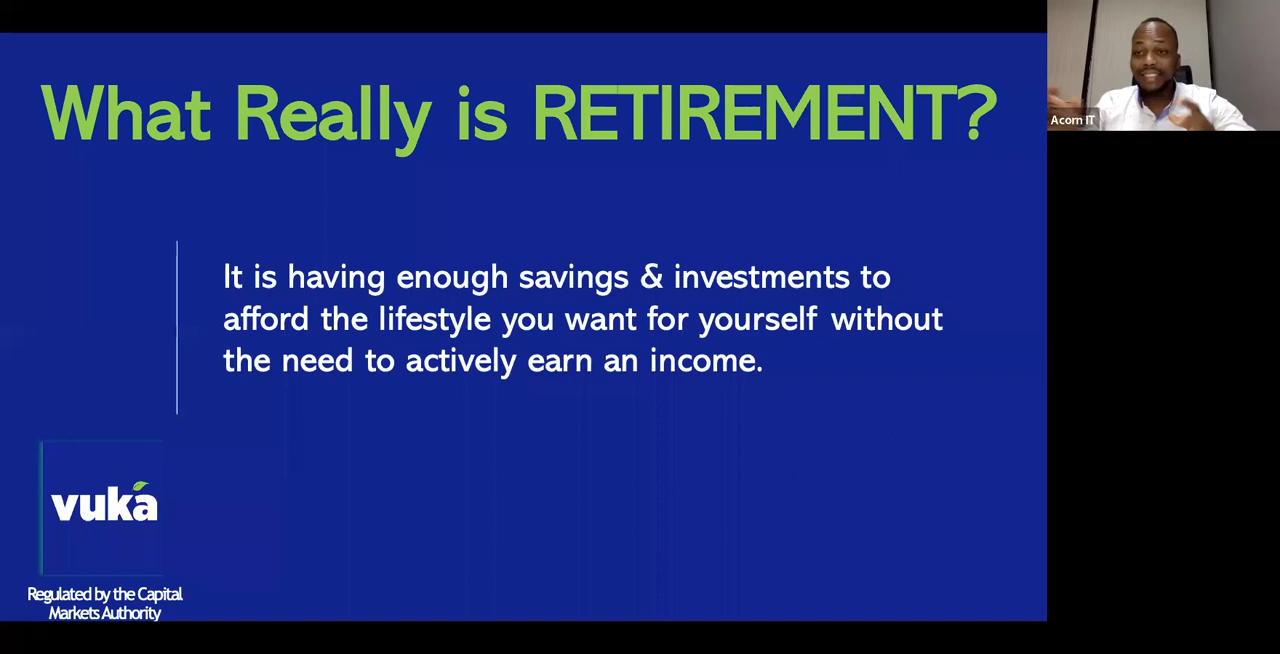 What Really is RETIREMENT?
Acorn IT
It is having enough savings & investments to
afford the lifestyle you want for yourself without
the need to actively earn an income.
vuka
Regulated by the Capital
Markets Authority